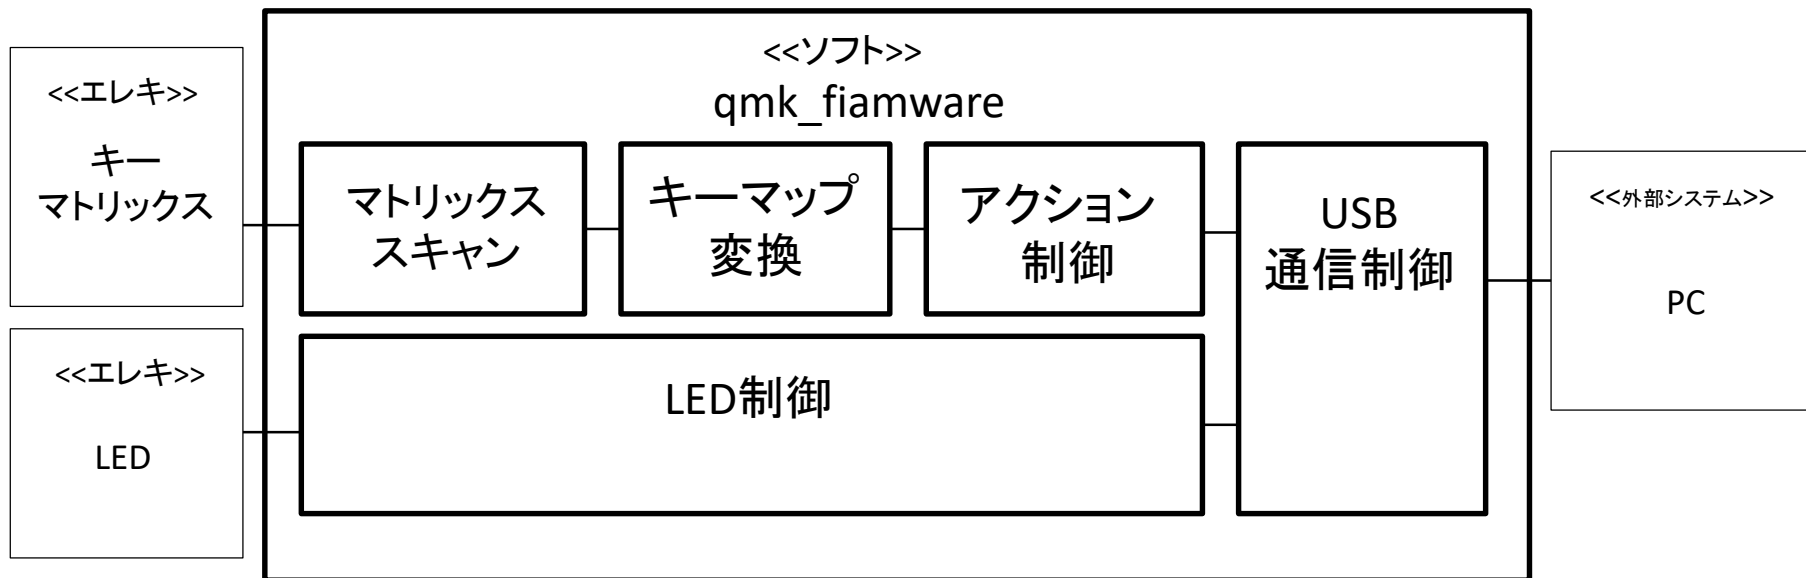 <<エレキ>>
キー
マトリックス
<<エレキ>>
LED
<<ソフト>>
qmk_fiamware
マトリックス
スキャン
キーマップ
変換
アクション
制御
LED制御
USB
通信制御
<<外部システム>>
PC